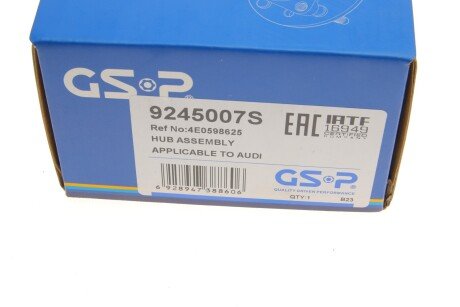 GSP
9245007S
Ref No:4E0598625
HUB ASSEMBLY
APPLICABLE TO AUDI
6 928947 388606
EAC
IATF
16949
CERTIFIED
GSP
QUALITY DRIVEN PERFORMANCE
QTY:1
B23